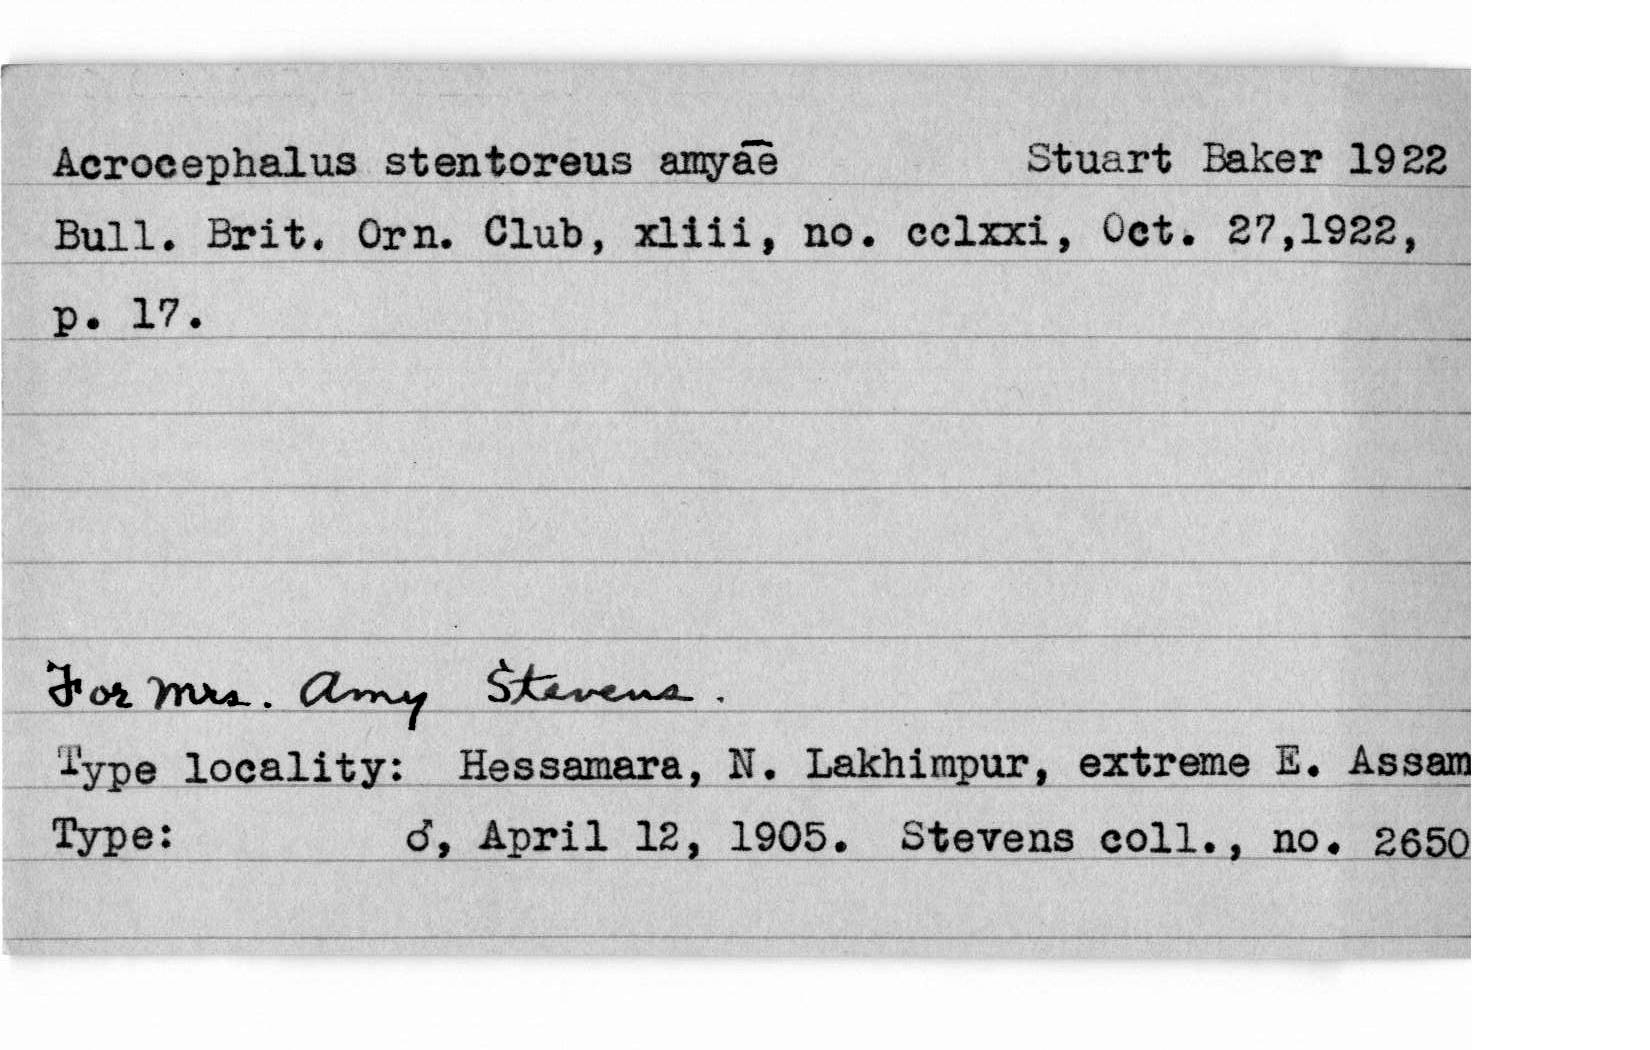 Acrocephalus stentoreus amyae Stuart Baker 1922
Bull. Brit. Orn. Club, xliii, no. cclxxi, Oct. 27,1922,
p. 17.
For Mrs. Amy Stevens.
Type locality: Hessamara, N. Lakhimpur, extreme E. Assam
Type: ♂, April 12, 1905. Stevens coll., no. 2650